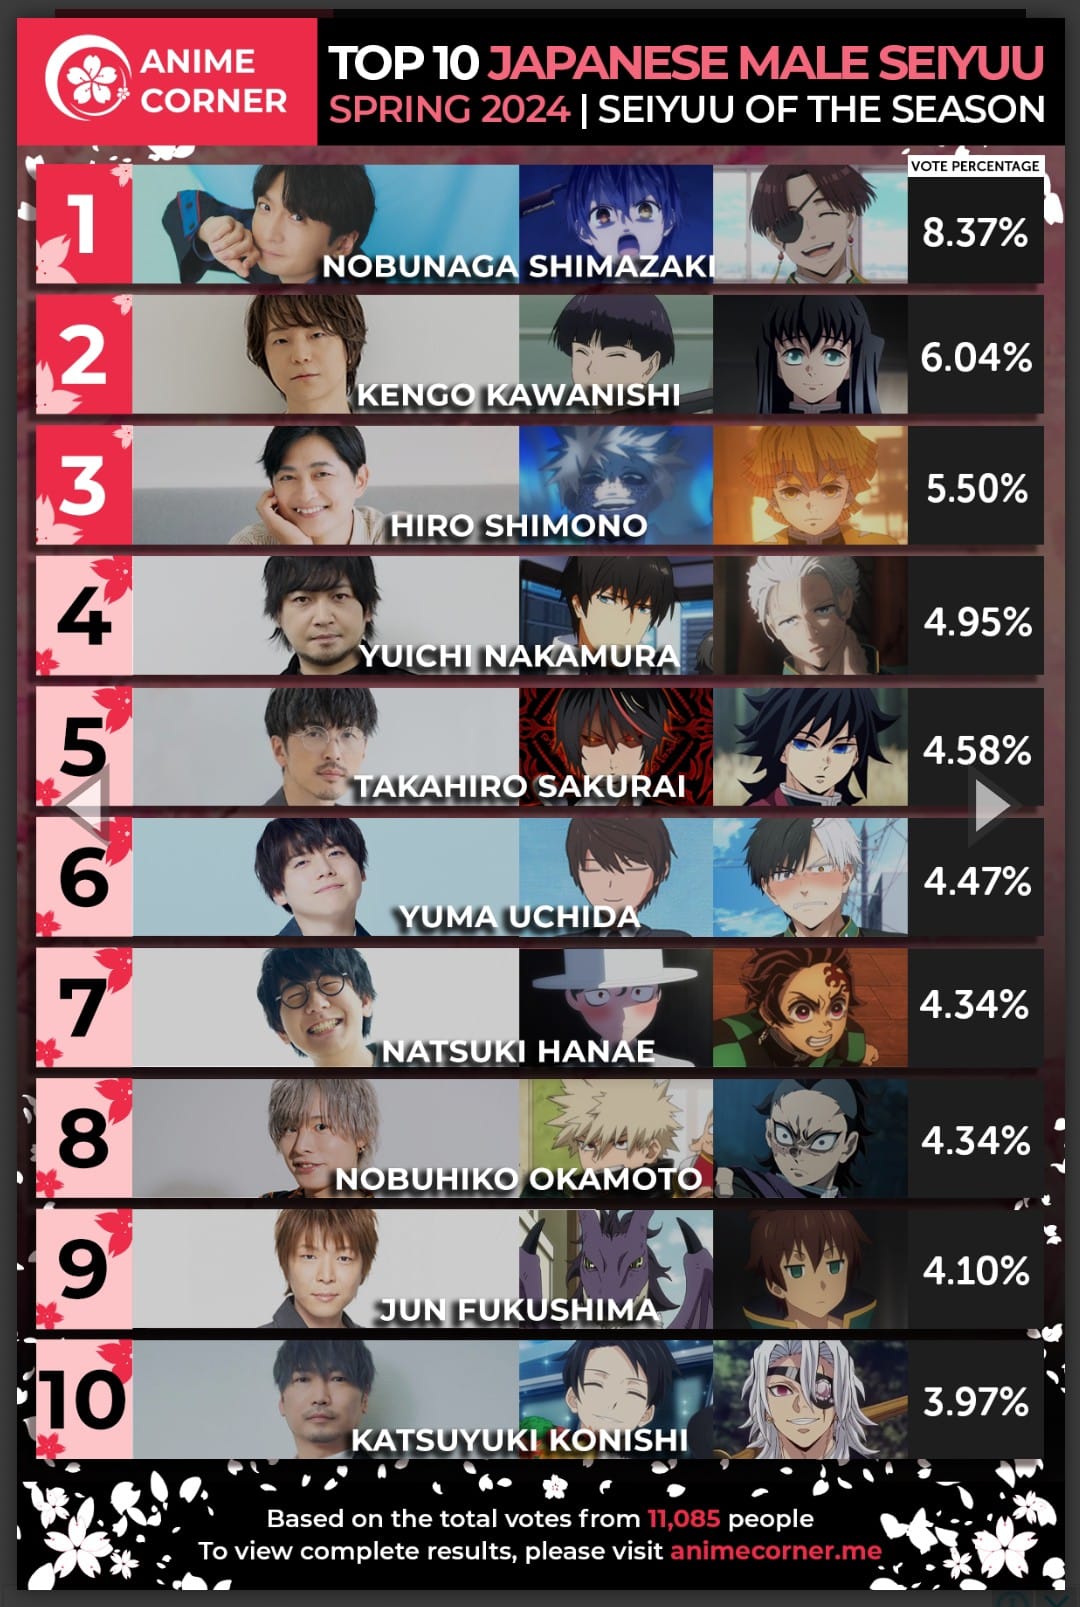 ANIME
CORNER
TOP 10 JAPANESE MALE SEIYUU
SPRING 2024 | SEIYUU OF THE SEASON
VOTE PERCENTAGE
1
NOBUNAGA SHIMAZAKI
8.37%
2
KENGO KAWANISHI
6.04%
3
HIRO SHIMONO
5.50%
4
YUICHI NAKAMURA
4.95%
5
TAKAHIRO SAKURAI
4.58%
6
YUMA UCHIDA
4.47%
7
NATSUKI HANAE
4.34%
8
NOBUHIKO OKAMOTO
4.34%
9
JUN FUKUSHIMA
4.10%
10
KATSUYUKI KONISHI
3.97%
Based on the total votes from 11,085 people
To view complete results, please visit animecorner.me